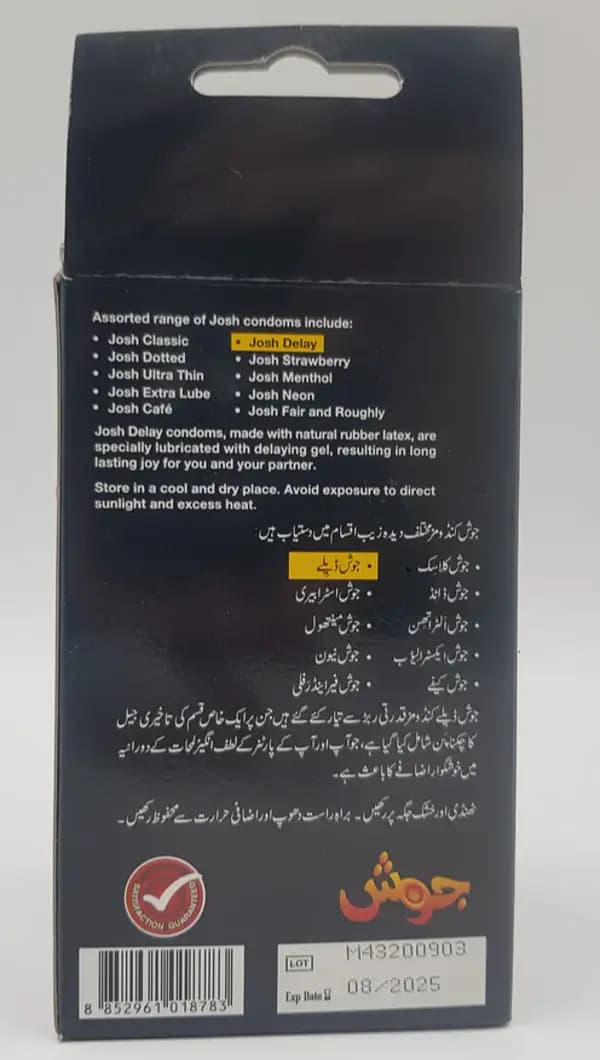 Assorted range of Josh condoms include:
• Josh Classic
• Josh Dotted
• Josh Ultra Thin
• Josh Extra Lube
• Josh Café
• Josh Delay
• Josh Strawberry
• Josh Menthol
• Josh Neon
• Josh Fair and Roughly
Josh Delay condoms, made with natural rubber latex, are
specially lubricated with delaying gel, resulting in long
lasting joy for you and your partner.
Store in a cool and dry place. Avoid exposure to direct
sunlight and excess heat.
جوش کنڈومز مختلف دیدہ زیب اقسام میں دستیاب ہیں
• جوش کلاسک
• جوش ڈاٹڈ
• جوش الٹرا تھن
• جوش ایکسٹرا لیوب
• جوش کیفے
• جوش ڈیلے
• جوش اسٹرابیری
• جوش مینتھول
• جوش نیون
• جوش فیر اینڈ رفلی
جوش ڈیلے کنڈومز قدرتی ربڑ سے تیار کئے گئے ہیں جن پر ایک خاص قسم کی تاخیری جیل
کا چکنا پن شامل کیا گیا ہے، جو آپ اور آپ کے پارٹنر کے لطف انگیز لمحات کے دورانیہ
میں خوشگوار اضافے کا باعث ہے۔
ٹھنڈی اور خشک جگہ پر رکھیں۔ براہ راست دھوپ اور اضافی حرارت سے محفوظ رکھیں۔
SATISFACTION GUARANTEED
جوش
8 852961 018783
LOT M43200903
Exp Date 08/2025